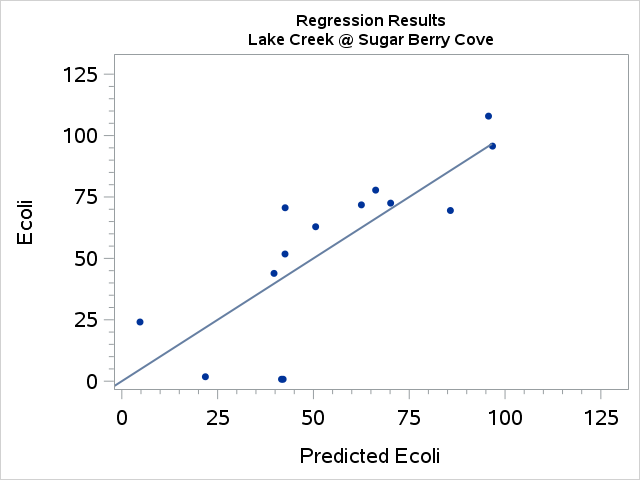 Regression Results
Lake Creek @ Sugar Berry Cove
125
100
75
50
25
0
Ecoli
0 25 50 75 100 125
Predicted Ecoli